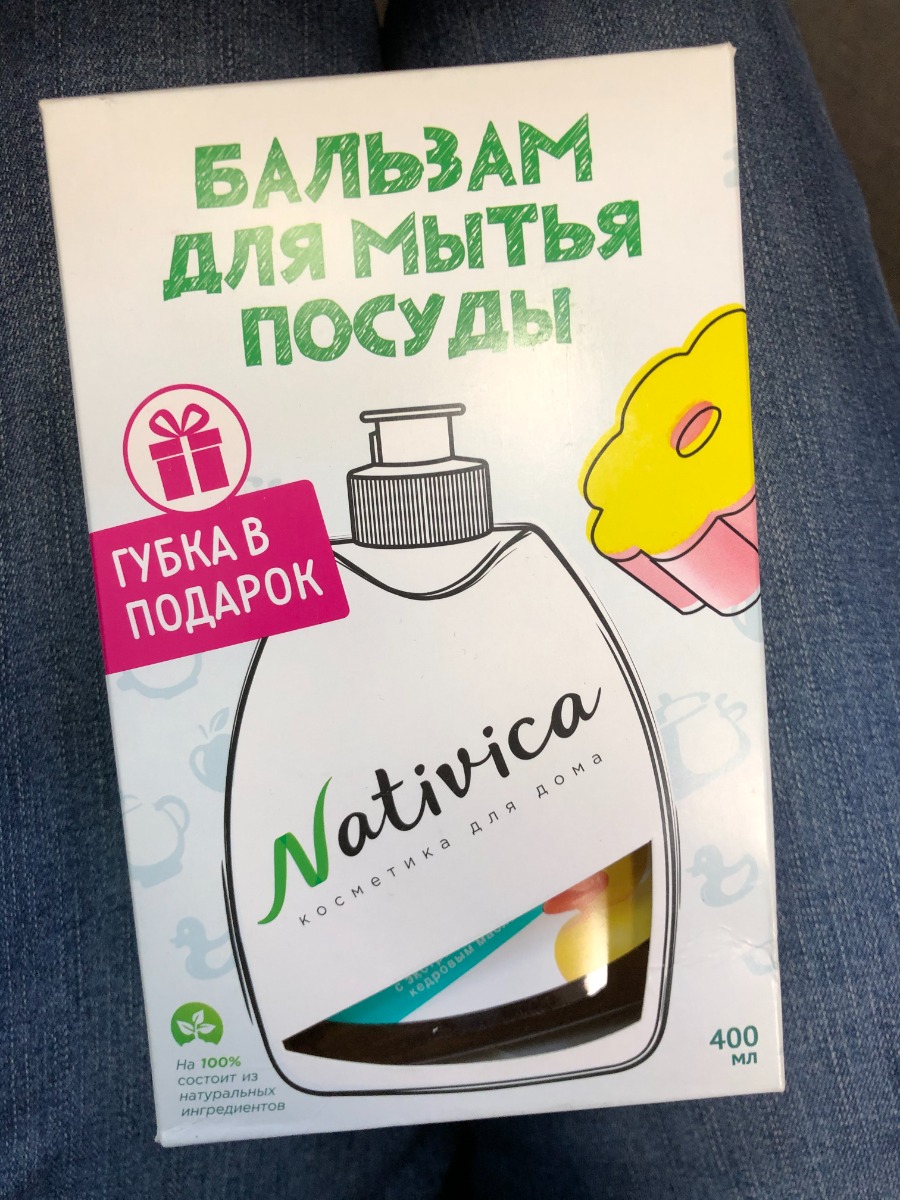 БАЛЬЗАМ
ДЛЯ МЫТЬЯ
ПОСУДЫ
ГУБКА В
ПОДАРОК
Nativica
косметика для дома
кедровым
400
мл
На 100%
состоит из
натуральных
ингредиентов